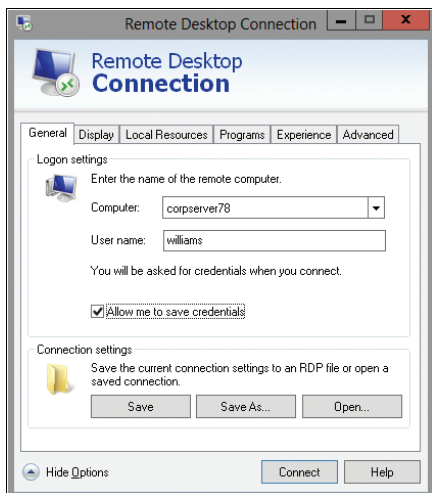 Remote Desktop Connection
Remote Desktop
Connection
General Display Local Resources Programs Experience Advanced
Logon settings
Enter the name of the remote computer.
Computer: corpserver78
User name: williams
You will be asked for credentials when you connect.
Allow me to save credentials
Connection settings
Save the current connection settings to an RDP file or open a
saved connection.
Save Save As... Open...
Hide Options Connect Help